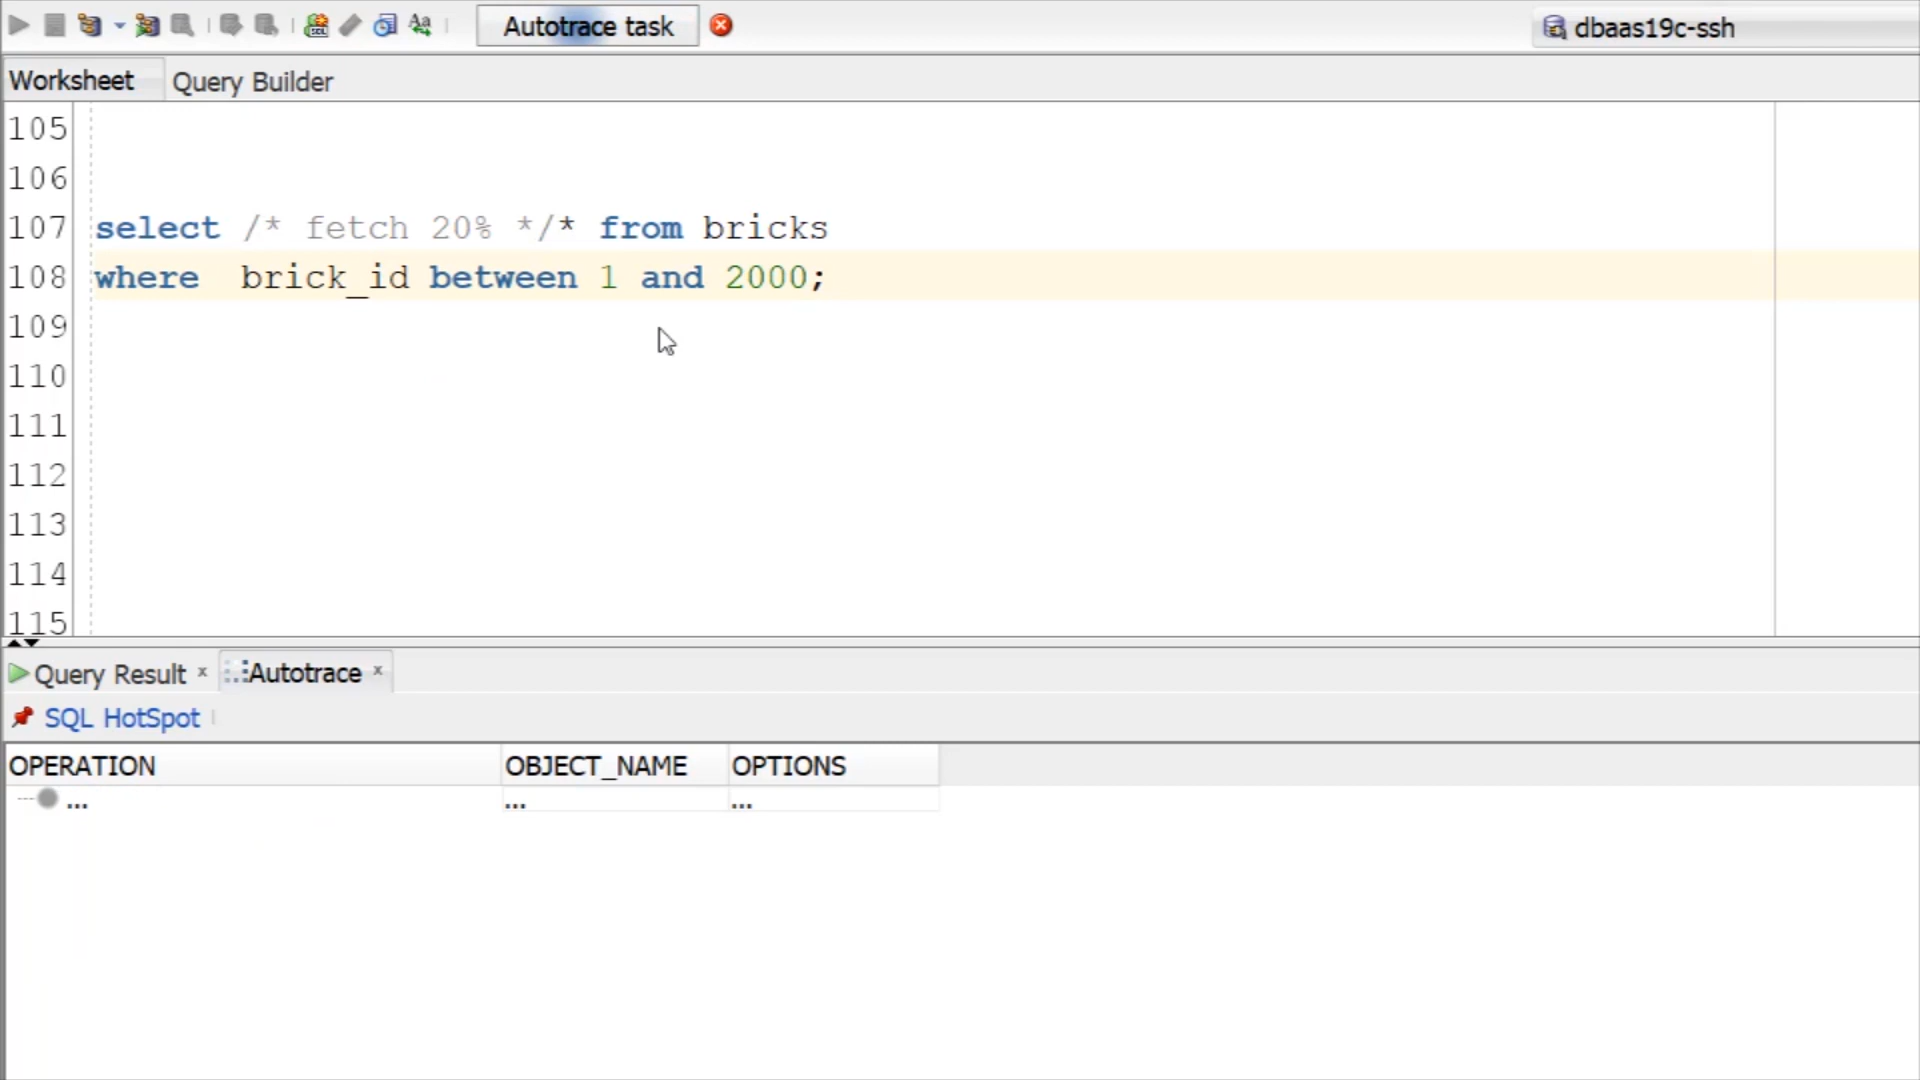 Autotrace task
dbaas19c-ssh
Worksheet Query Builder
105
106
107 select /* fetch 20% */* from bricks
108 where  brick_id between 1 and 2000;
109
110
111
112
113
114
115
Query Result Autotrace
SQL HotSpot
OPERATION OBJECT_NAME OPTIONS
... ... ...